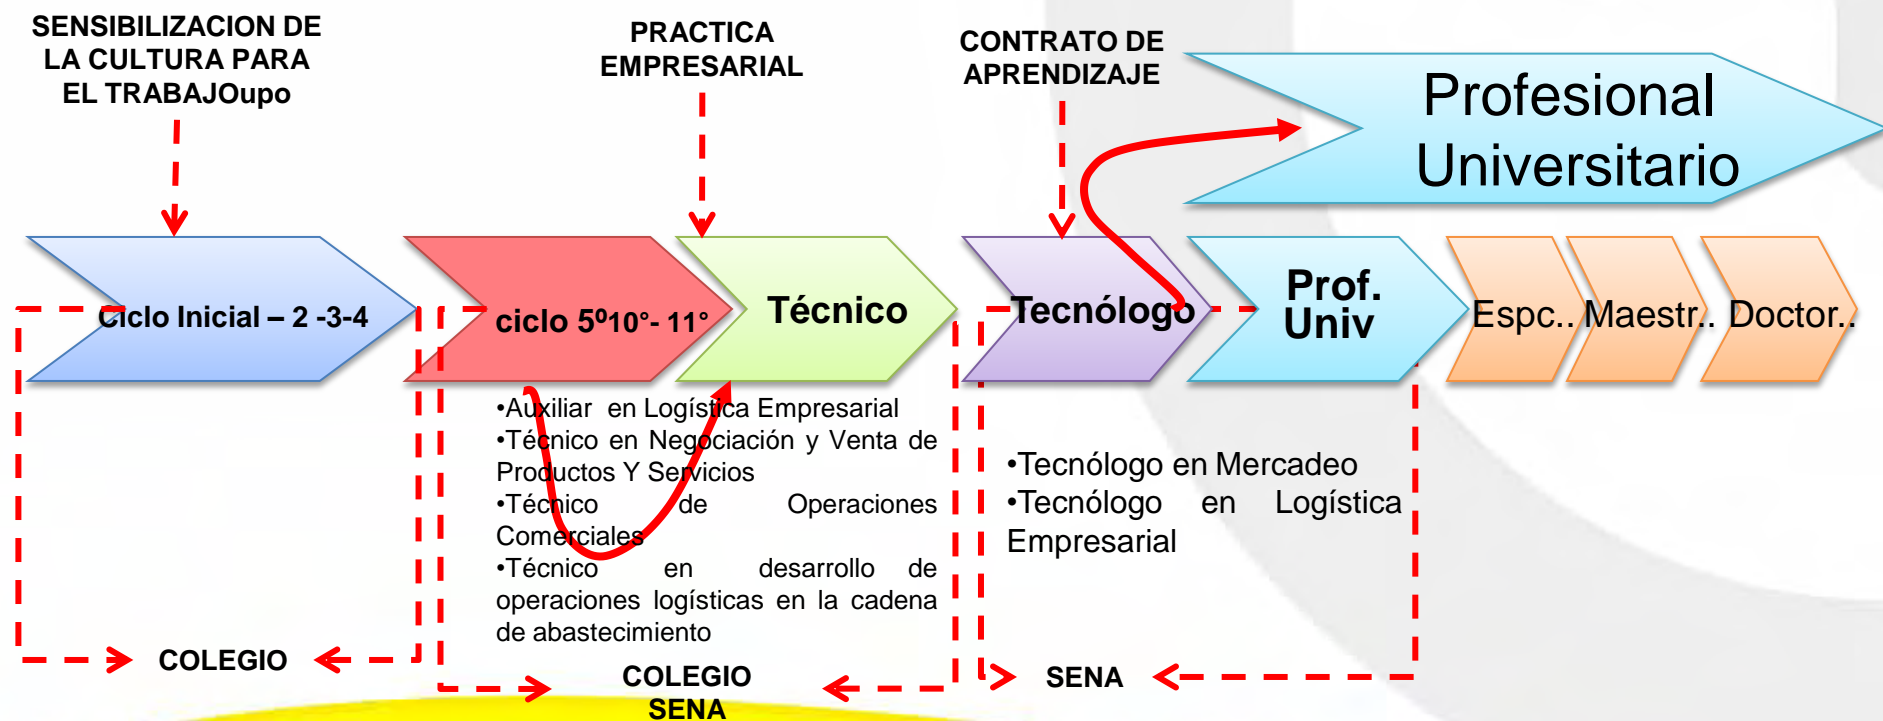 SENSIBILIZACION DE
LA CULTURA PARA
EL TRABAJOupo
PRACTICA
EMPRESARIAL
CONTRATO DE
APRENDIZAJE
Profesional
Universitario
Ciclo Inicial – 2 -3-4
ciclo 5º10°- 11°
Técnico
Tecnólogo
Prof.
Univ
Espc..
Maestr..
Doctor..
•Auxiliar en Logística Empresarial
•Técnico en Negociación y Venta de
Productos Y Servicios
•Técnico de Operaciones
Comerciales
•Técnico en desarrollo de
operaciones logísticas en la cadena
de abastecimiento
•Tecnólogo en Mercadeo
•Tecnólogo en Logística
Empresarial
COLEGIO
COLEGIO
SENA
SENA